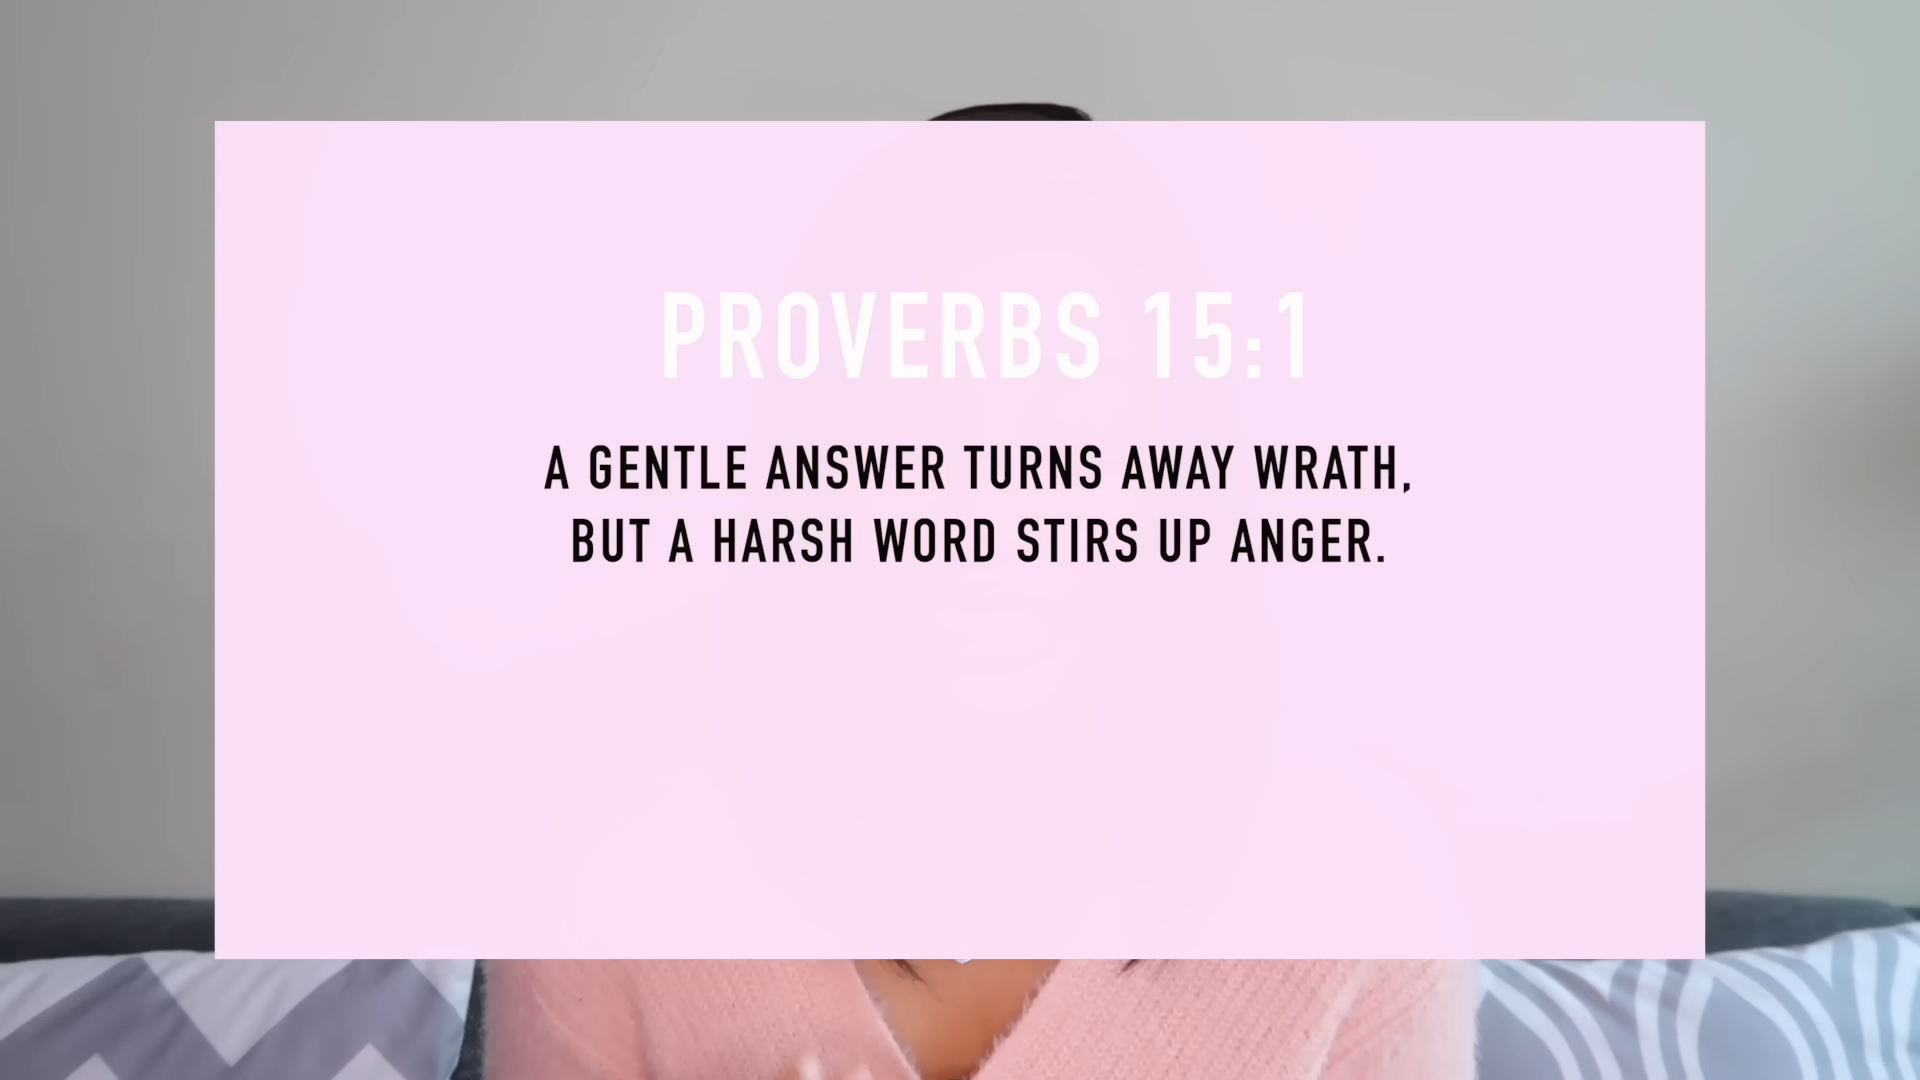 PROVERBS 15:1
A GENTLE ANSWER TURNS AWAY WRATH,
BUT A HARSH WORD STIRS UP ANGER.